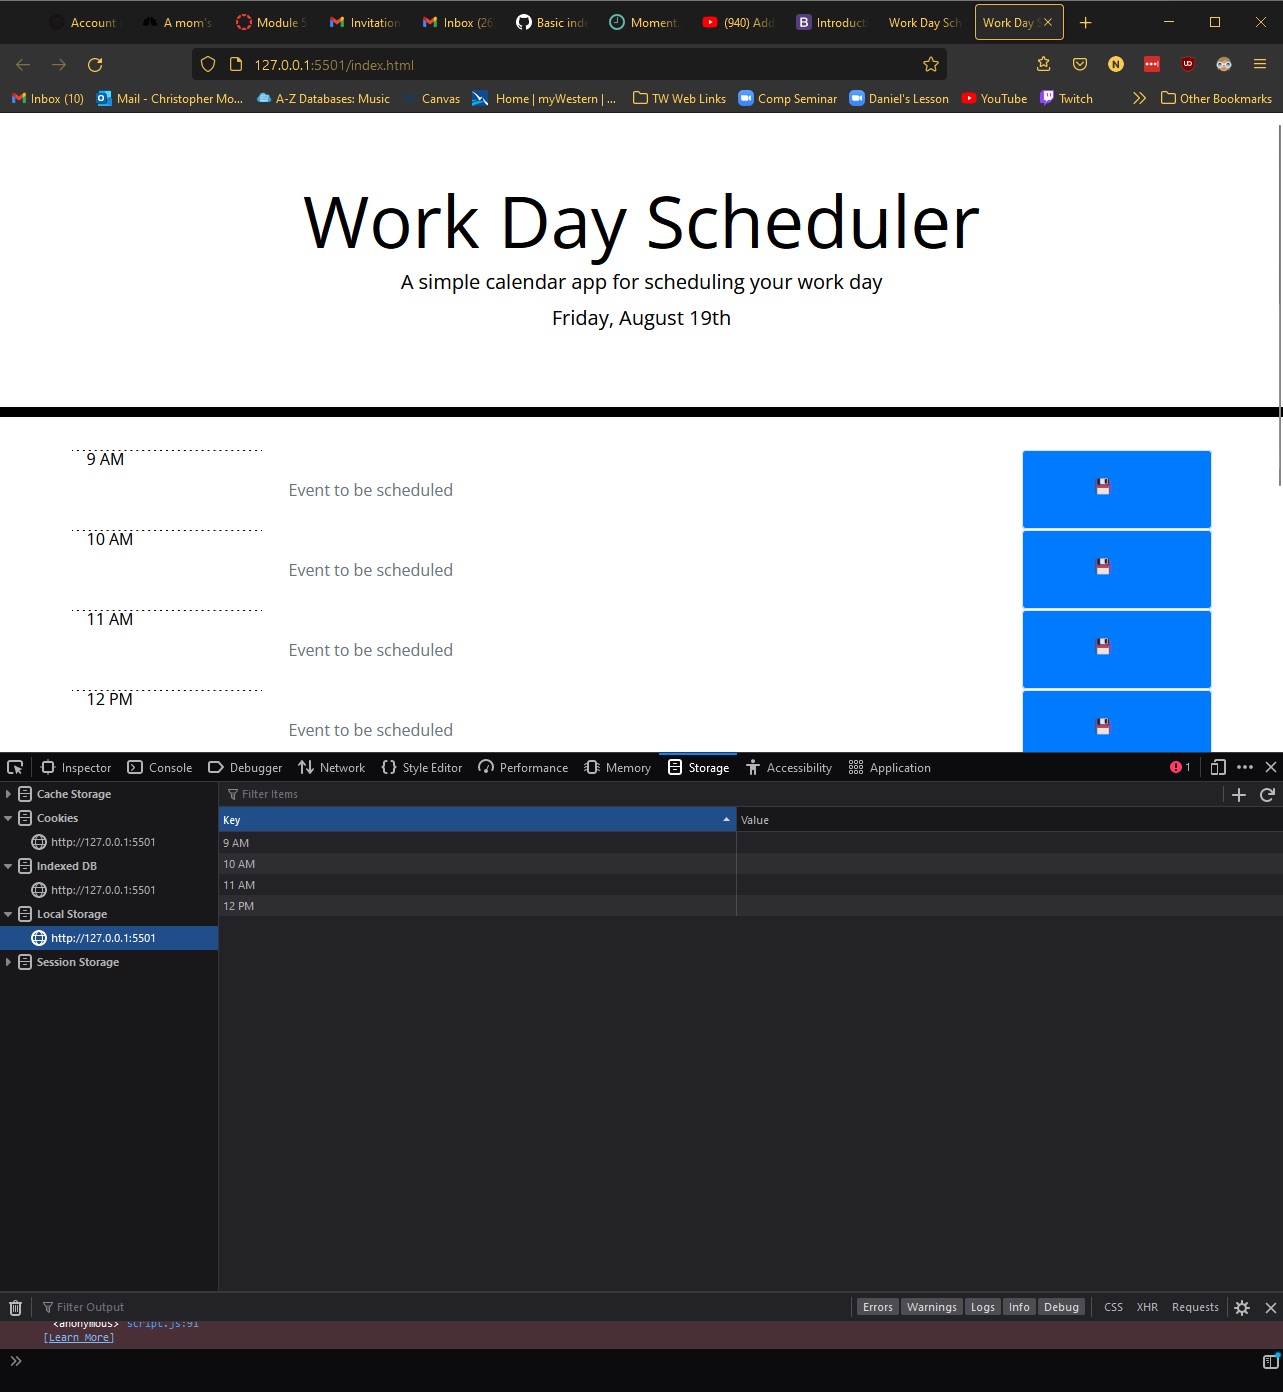 Account
A mom's
Module 5
Invitation
Inbox (26
Basic ind
Moment.
(940) Add
Introduct
Work Day Sch
Work Day S
127.0.0.1:5501/index.html
Inbox (10)
Mail - Christopher Mo...
A-Z Databases: Music
Canvas
Home | myWestern | ...
TW Web Links
Comp Seminar
Daniel's Lesson
YouTube
Twitch
Other Bookmarks
Work Day Scheduler
A simple calendar app for scheduling your work day
Friday, August 19th
9 AM
Event to be scheduled
10 AM
Event to be scheduled
11 AM
Event to be scheduled
12 PM
Event to be scheduled
Inspector
Console
Debugger
Network
Style Editor
Performance
Memory
Storage
Accessibility
Application
1
Cache Storage
Cookies
http://127.0.0.1:5501
Indexed DB
http://127.0.0.1:5501
Local Storage
http://127.0.0.1:5501
Session Storage
Filter Items
Key
Value
9 AM
10 AM
11 AM
12 PM
Filter Output
Errors
Warnings
Logs
Info
Debug
CSS
XHR
Requests
<anonymous> script.js:91
[Learn More]